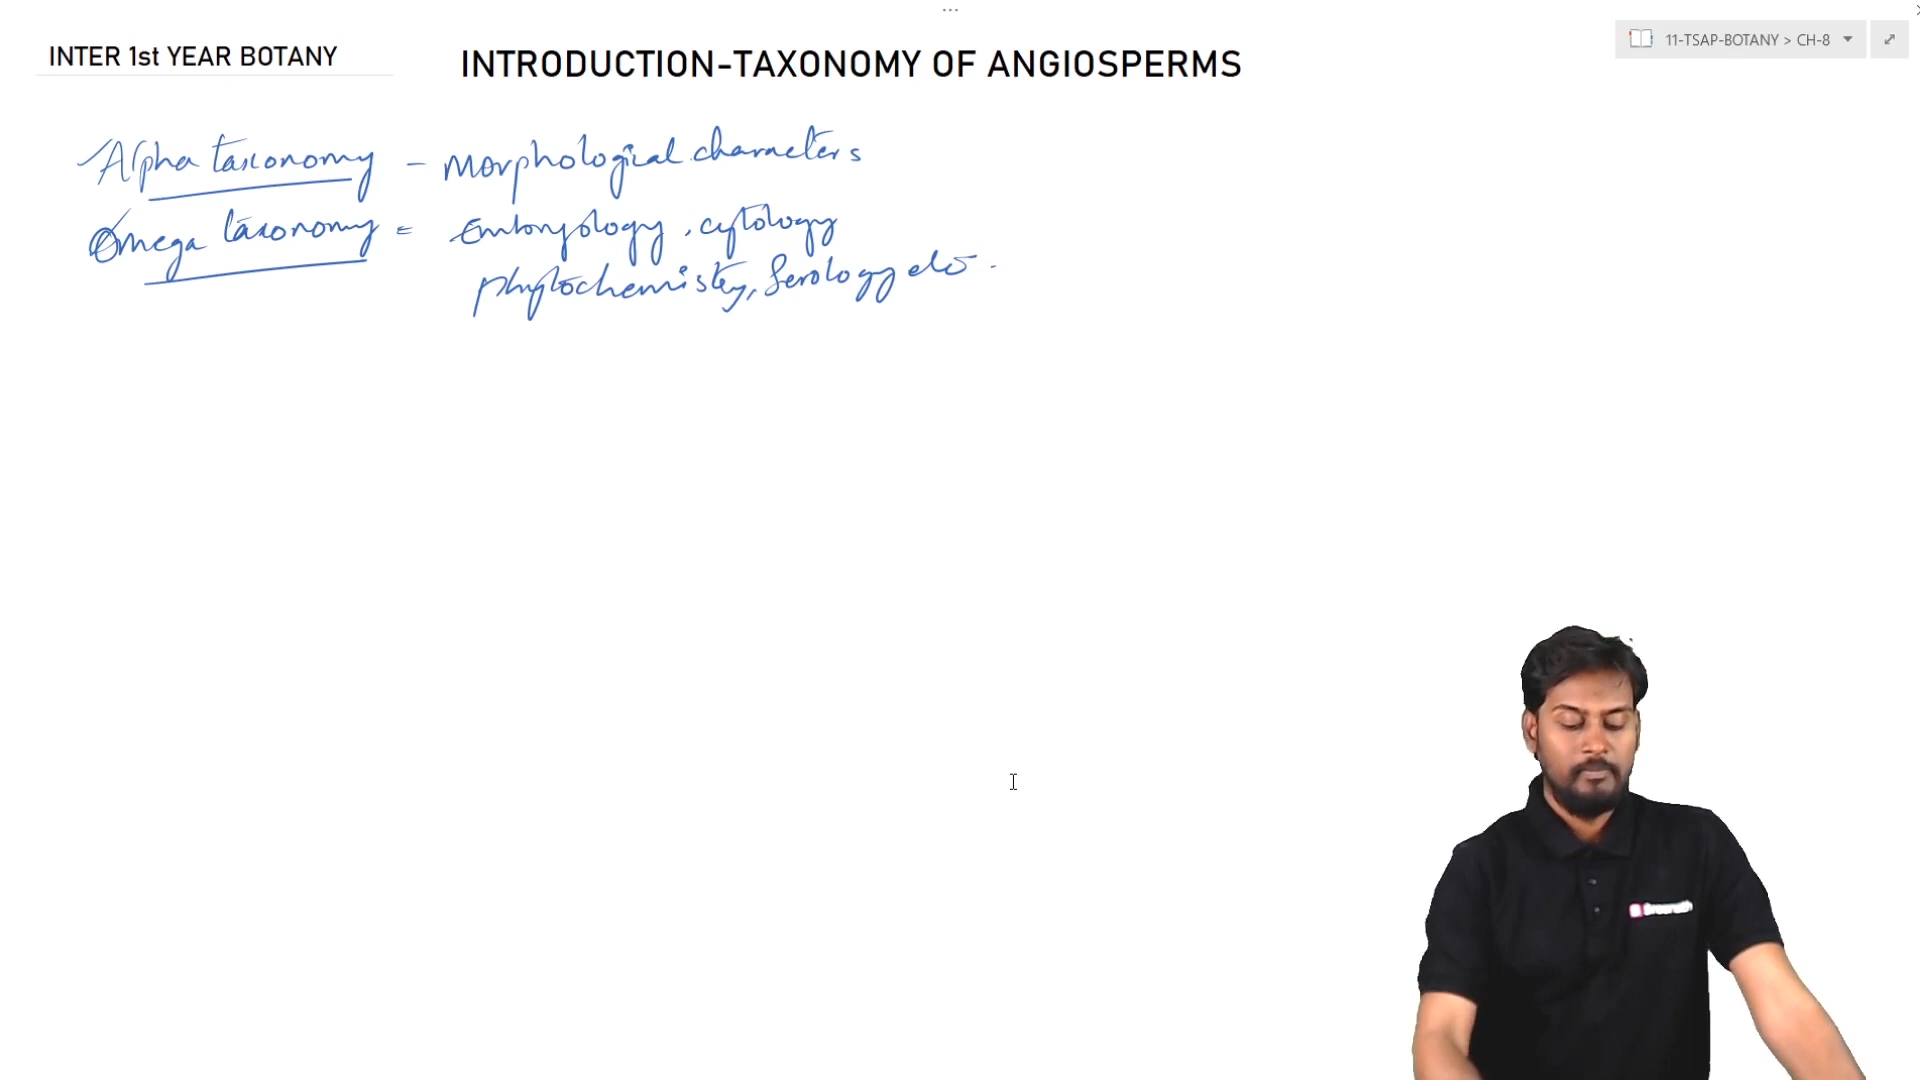 INTER 1st YEAR BOTANY
INTRODUCTION-TAXONOMY OF ANGIOSPERMS
11-TSAP-BOTANY > CH-8
Alpha taxonomy - Morphological characters
Omega taxonomy = Embryology, cytology
phytochemistry, Serology etc.